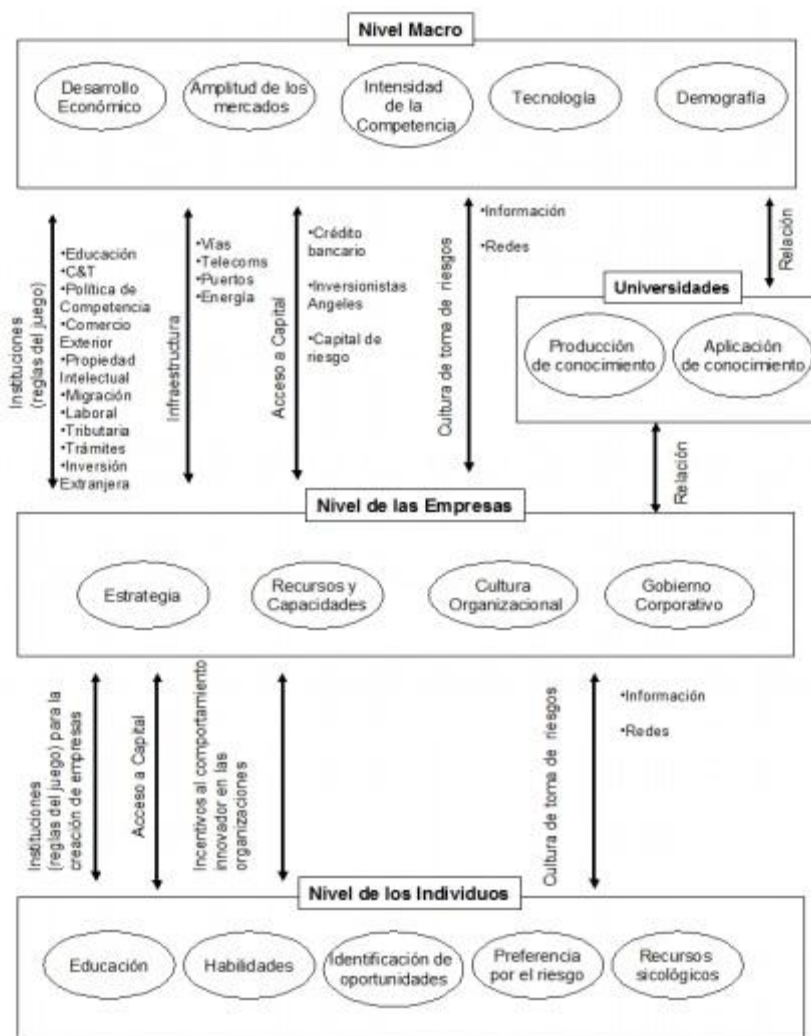 Nivel Macro
Desarrollo
Económico
Amplitud de los
mercados
Intensidad
de la
Competencia
Tecnología
Demografía
Instituciones
(reglas del juego)
•Educación
•C&T
•Política de
Competencia
•Comercio
Exterior
•Propiedad
Intelectual
•Migración
•Laboral
•Tributaria
•Trámites
•Inversión
Extranjera
Infraestructura
•Vías
•Telecoms
•Puertos
•Energía
Acceso a Capital
•Crédito
bancario
•Inversionistas
Angeles
•Capital de
riesgo
Cultura de toma de riesgos
•Información
•Redes
Relación
Universidades
Producción
de conocimiento
Aplicación
de conocimiento
Relación
Nivel de las Empresas
Estrategia
Recursos y
Capacidades
Cultura
Organizacional
Gobierno
Corporativo
Instituciones
(reglas del juego) para la
creación de empresas
Acceso a Capital
Incentivos al comportamiento
innovador en las
organizaciones
Cultura de toma de riesgos
•Información
•Redes
Nivel de los Individuos
Educación
Habilidades
Identificación de
oportunidades
Preferencia
por el riesgo
Recursos
sicológicos